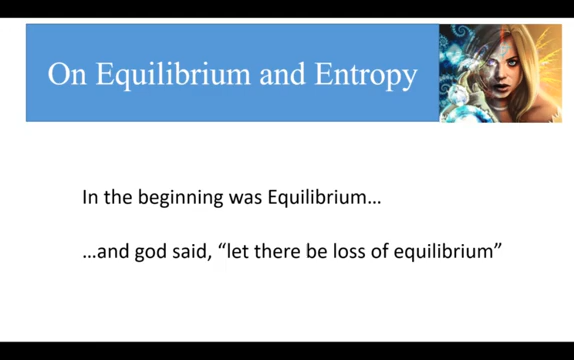 On Equilibrium and Entropy
In the beginning was Equilibrium…
…and god said, “let there be loss of equilibrium”